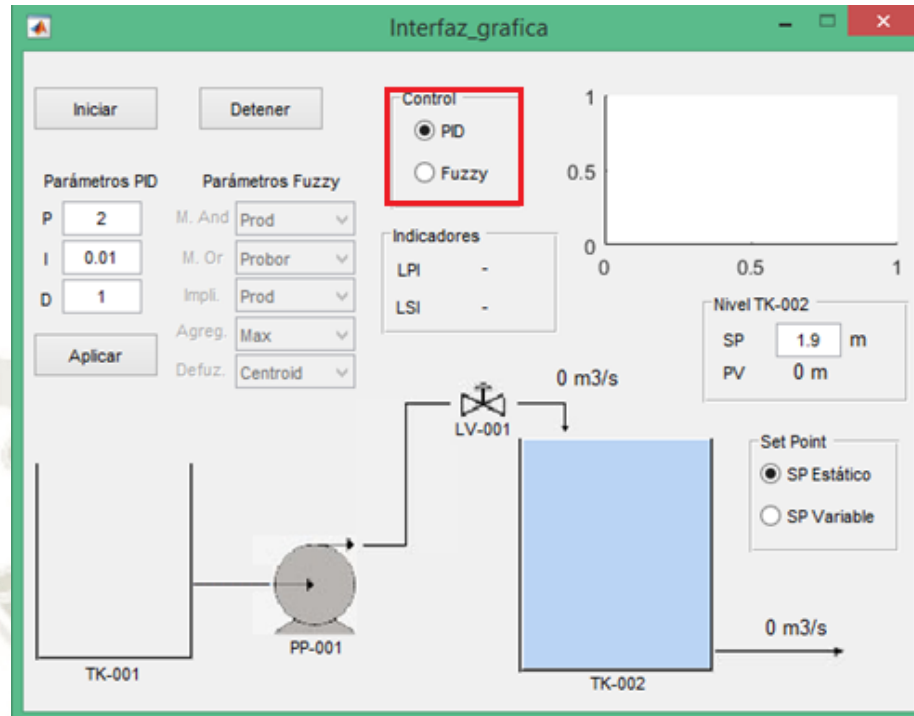 Interfaz_grafica
Iniciar
Detener
Control
PID
Fuzzy
1
0.5
0
0
0.5
1
Parámetros PID
P 2
I 0.01
D 1
Aplicar
Parámetros Fuzzy
M. And Prod
M. Or Probor
Impli. Prod
Agreg. Max
Defuz. Centroid
Indicadores
LPI -
LSI -
Nivel TK-002
SP 1.9 m
PV 0 m
0 m3/s
LV-001
Set Point
SP Estático
SP Variable
0 m3/s
PP-001
TK-001
TK-002